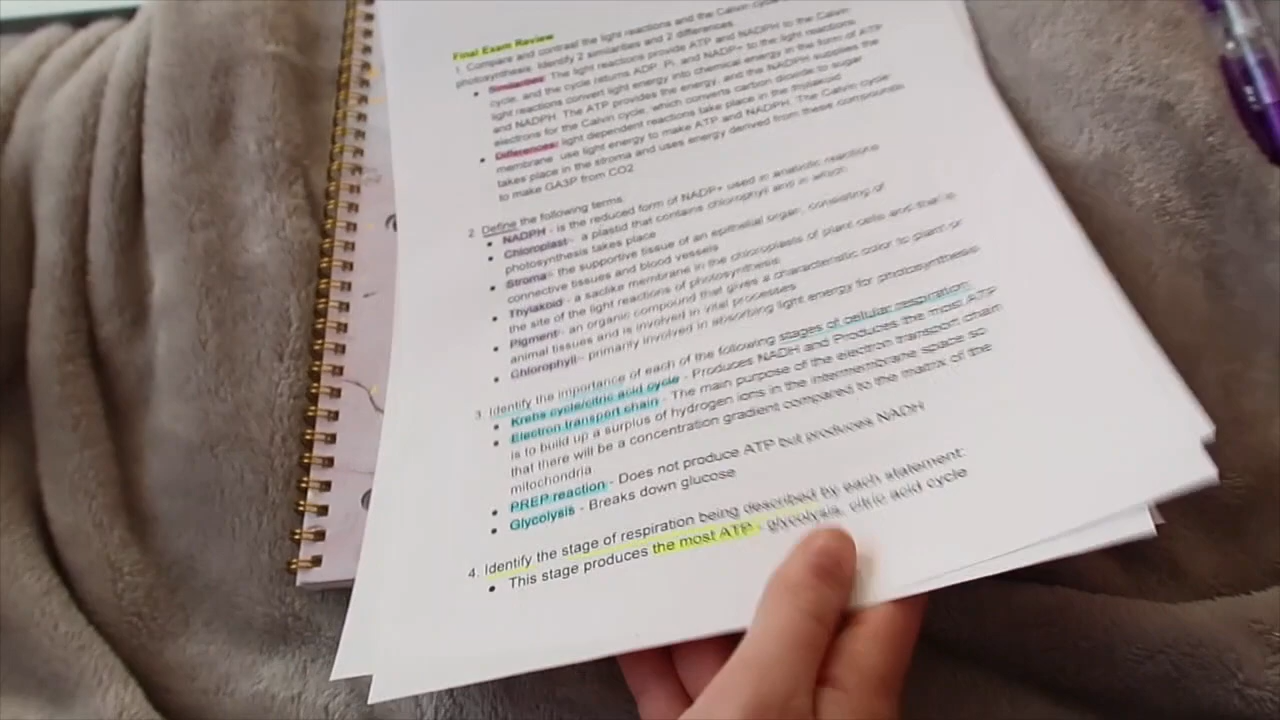 Final Exam Review
1. Compare and contrast the light reactions and the Calvin cycle
photosynthesis. Identify 2 similarities and 2 differences.
Similarities: The light reactions provide ATP and NADPH to the Calvin
cycle, and the cycle returns ADP, Pi, and NADP+ to the light reactions
light reactions convert light energy into chemical energy in the form of ATP
and NADPH. The ATP provides the energy, and the NADPH supplies the
electrons for the Calvin cycle, which converts carbon dioxide to sugar
Differences: light dependent reactions take place in the thylakoid
membrane, use light energy to make ATP and NADPH. The Calvin cycle
takes place in the stroma and uses energy derived from these compounds
to make GA3P from CO2
2. Define the following terms.
NADPH - is the reduced form of NADP+ used in anabolic reactions
Chloroplast- a plastid that contains chlorophyll and in which
photosynthesis takes place
Stroma- the supportive tissue of an epithelial organ, consisting of
connective tissues and blood vessels
Thylakoid - a saclike membrane in the chloroplasts of plant cells and that is
the site of the light reactions of photosynthesis.
Pigment- an organic compound that gives a characteristic color to plant or
animal tissues and is involved in vital processes
Chlorophyll- primarily involved in absorbing light energy for photosynthesis
3. Identify the importance of each of the following stages of cellular respiration:
Krebs cycle/citric acid cycle - Produces NADH and Produces the most ATP
Electron transport chain - The main purpose of the electron transport chain
is to build up a surplus of hydrogen ions in the intermembrane space so
that there will be a concentration gradient compared to the matrix of the
mitochondria
PREP reaction - Does not produce ATP but produces NADH
Glycolysis - Breaks down glucose
4. Identify the stage of respiration being described by each statement:
This stage produces the most ATP - glycolysis, citric acid cycle